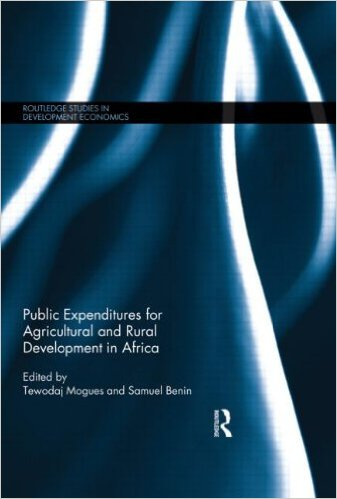 ROUTLEDGE STUDIES IN
DEVELOPMENT ECONOMICS
Public Expenditures for
Agricultural and Rural
Development in Africa
Edited by
Tewodaj Mogues and Samuel Benin
ROUTLEDGE